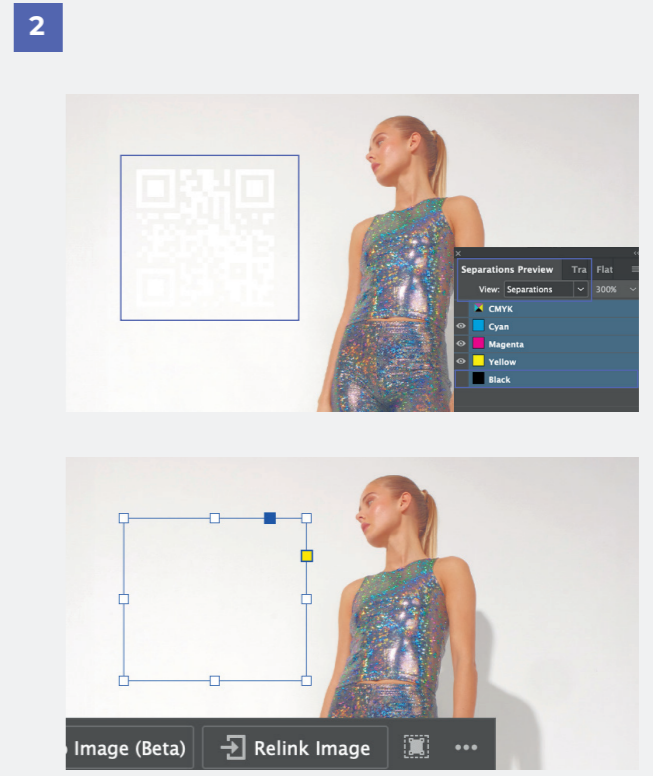 2
Separations Preview Tra Flat
View: Separations 300%
CMYK
Cyan
Magenta
Yellow
Black
Image (Beta) Relink Image